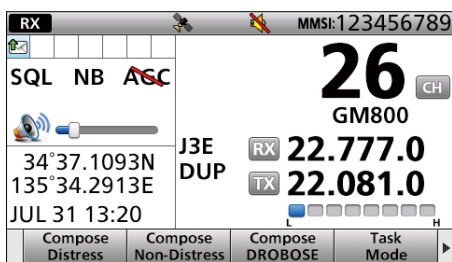 RX MMSI:123456789
SQL NB AGC
26 CH
GM800
34°37.1093N
135°34.2913E
JUL 31 13:20
J3E
DUP
RX 22.777.0
TX 22.081.0
L H
Compose Distress
Compose Non-Distress
Compose DROBOSE
Task Mode